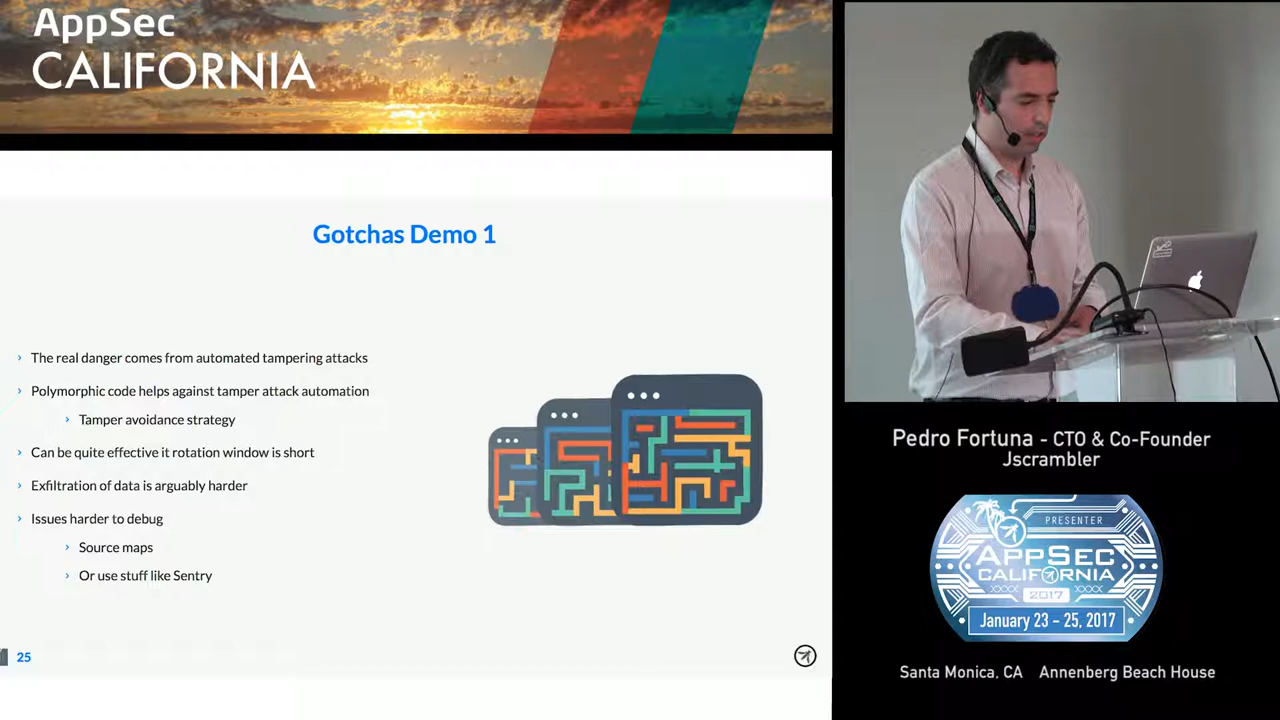 AppSec
CALIFORNIA
Gotchas Demo 1
› The real danger comes from automated tampering attacks
› Polymorphic code helps against tamper attack automation
› Tamper avoidance strategy
› Can be quite effective it rotation window is short
› Exfiltration of data is arguably harder
› Issues harder to debug
› Source maps
› Or use stuff like Sentry
25
Pedro Fortuna - CTO & Co-Founder
Jscrambler
PRESENTER
APPSEC
CALIFORNIA
XXXX 2017 XXXX
January 23 - 25, 2017
Santa Monica, CA Annenberg Beach House